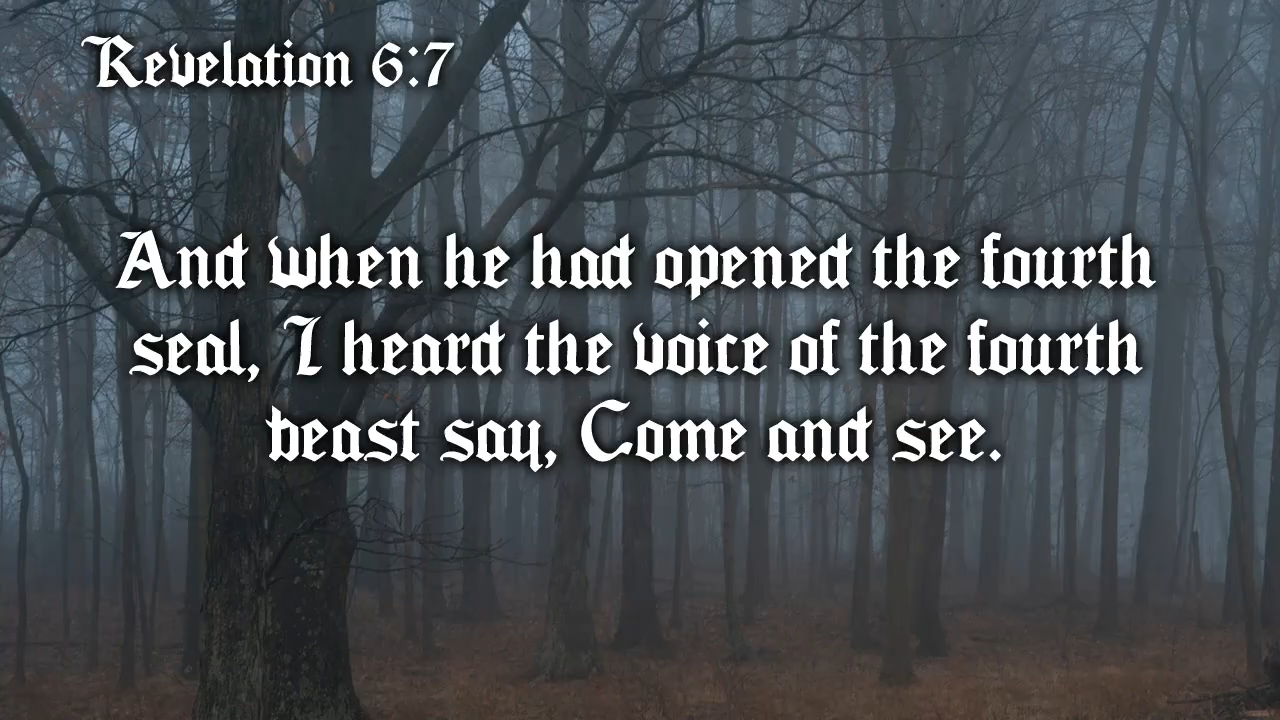 Revelation 6:7
And when he had opened the fourth
seal, I heard the voice of the fourth
beast say, Come and see.